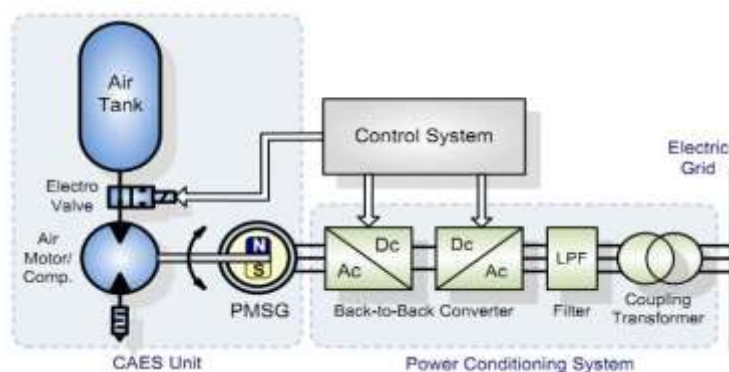 Air
Tank
Control System
Electric
Grid
Electro
Valve
Air
Motor/
Comp.
N
S
PMSG
Dc
Ac
Dc
Ac
LPF
Back-to-Back Converter
Filter
Coupling
Transformer
CAES Unit
Power Conditioning System